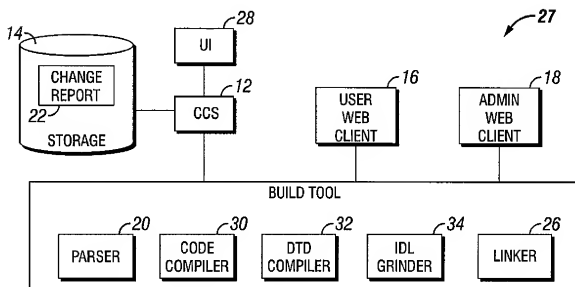 14
28
27
UI
CHANGE
REPORT
22
STORAGE
12
CCS
16
USER
WEB
CLIENT
18
ADMIN
WEB
CLIENT
BUILD TOOL
20
PARSER
30
CODE
COMPILER
32
DTD
COMPILER
34
IDL
GRINDER
26
LINKER